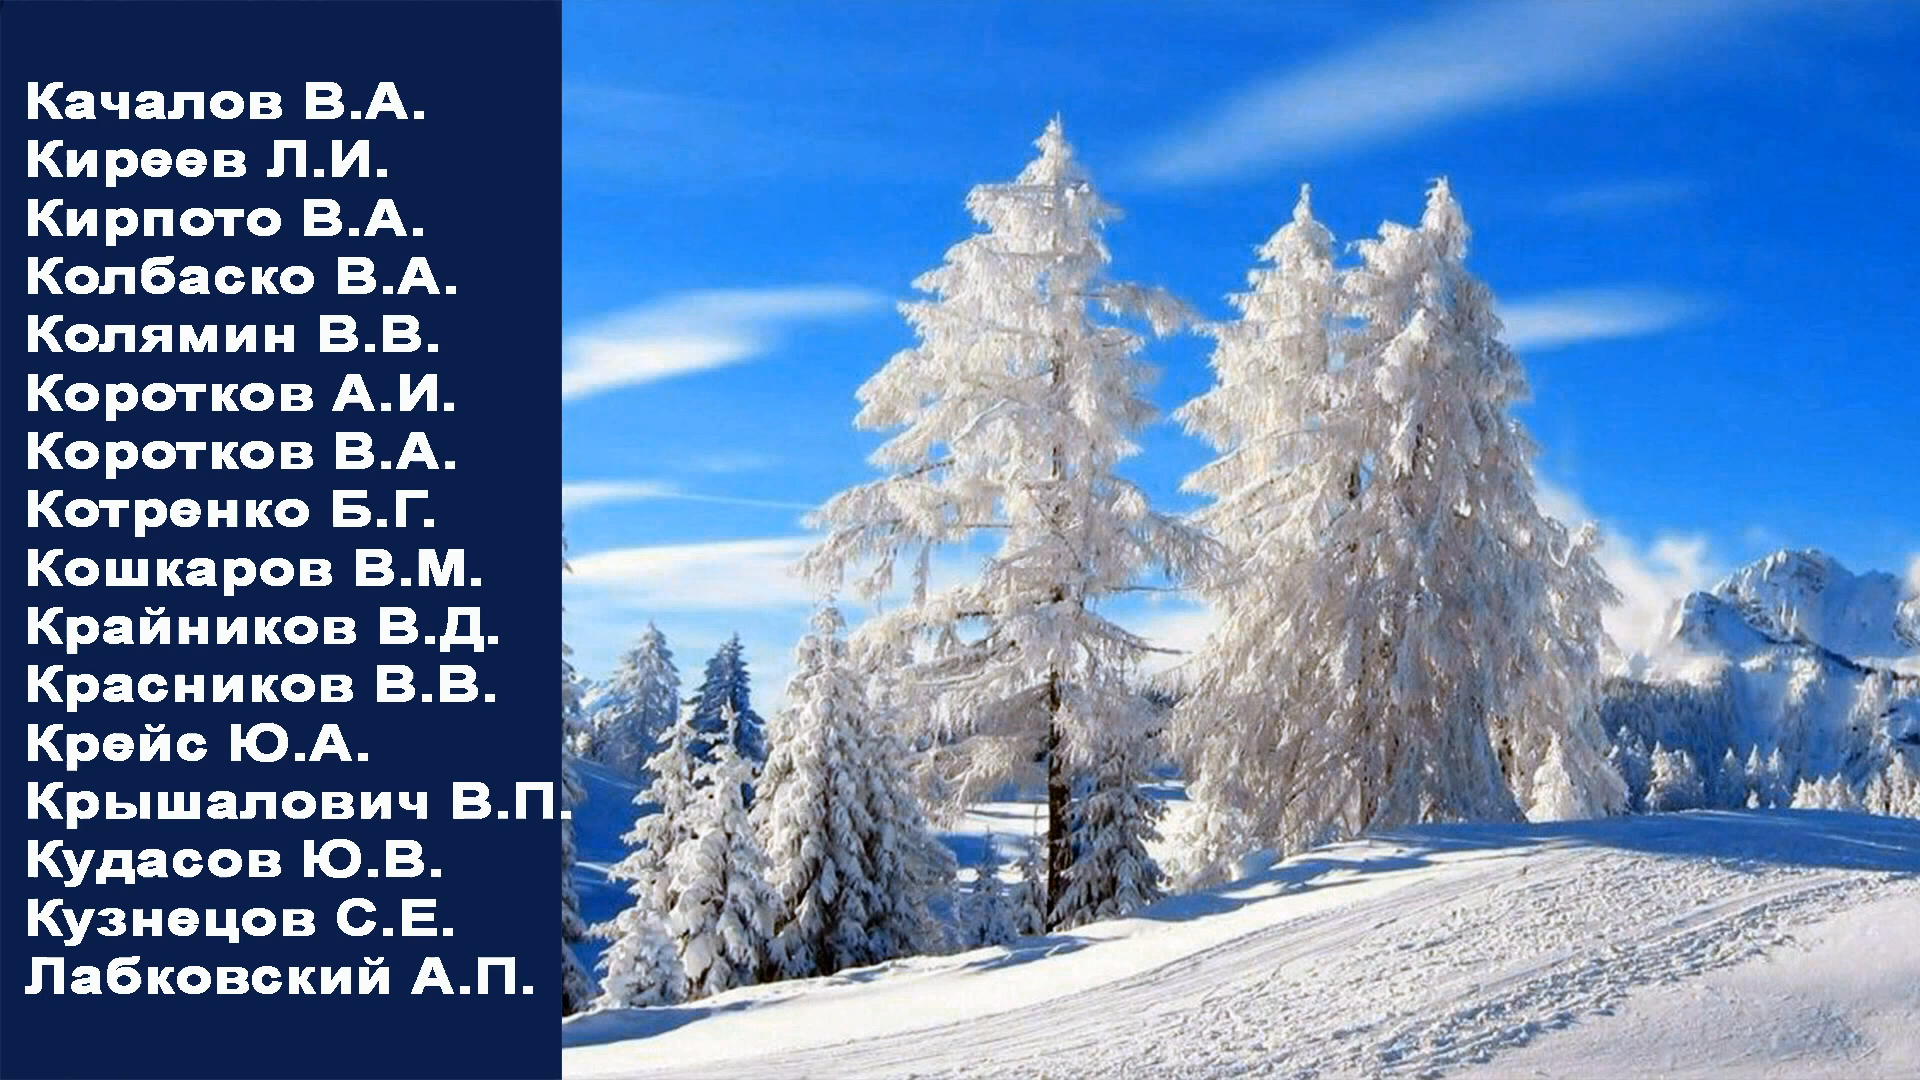 Качалов В.А.
Киреев Л.И.
Кирпото В.А.
Колбаско В.А.
Колямин В.В.
Коротков А.И.
Коротков В.А.
Котренко Б.Г.
Кошкаров В.М.
Крайников В.Д.
Красников В.В.
Крейс Ю.А.
Крышалович В.П.
Кудасов Ю.В.
Кузнецов С.Е.
Лабковский А.П.